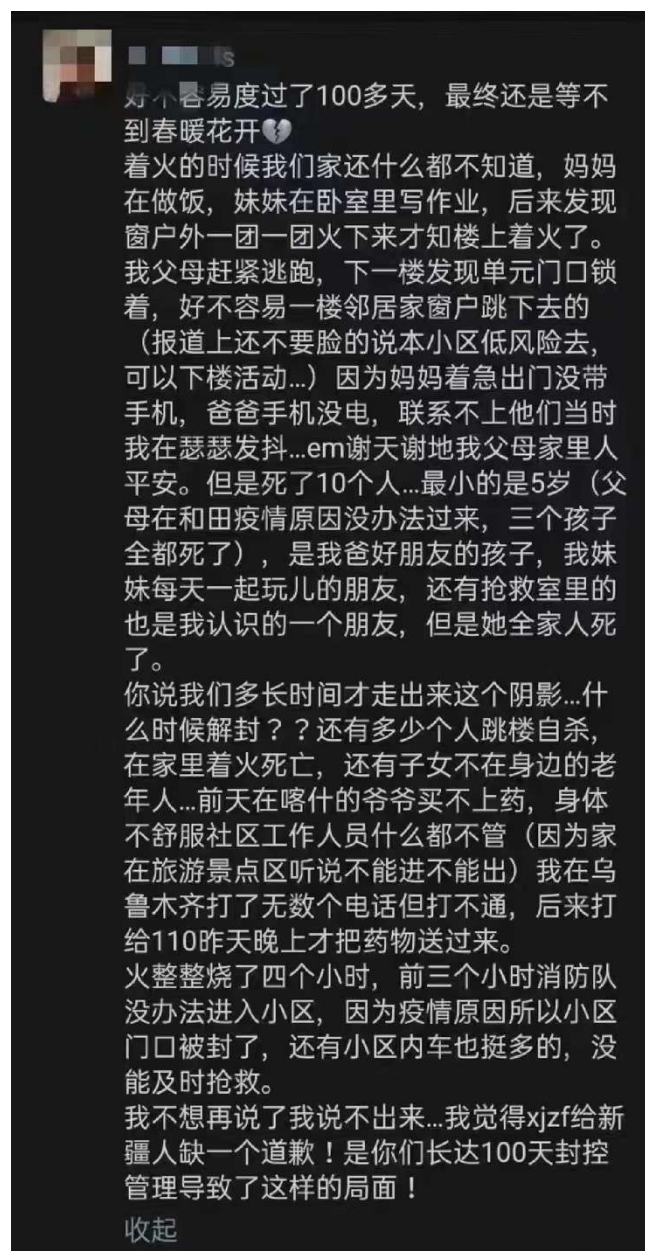 好不容易度过了100多天，最终还是等不
到春暖花开💔
着火的时候我们家还什么都不知道，妈妈
在做饭，妹妹在卧室里写作业，后来发现
窗户外一团一团火下来才知楼上着火了。
我父母赶紧逃跑，下一楼发现单元门口锁
着，好不容易一楼邻居家窗户跳下去的
（报道上还不要脸的说本小区低风险去，
可以下楼活动...）因为妈妈着急出门没带
手机，爸爸手机没电，联系不上他们当时
我在瑟瑟发抖...em谢天谢地我父母家里人
平安。但是死了10个人...最小的是5岁（父
母在和田疫情原因没办法过来，三个孩子
全都死了），是我爸好朋友的孩子，我妹
妹每天一起玩儿的朋友，还有抢救室里的
也是我认识的一个朋友，但是她全家人死
了。
你说我们多长时间才走出来这个阴影...什
么时候解封？？还有多少个人跳楼自杀，
在家里着火死亡，还有子女不在身边的老
年人...前天在喀什的爷爷买不上药，身体
不舒服社区工作人员什么都不管（因为家
在旅游景点区听说不能进不能出）我在乌
鲁木齐打了无数个电话但打不通，后来打
给110昨天晚上才把药物送过来。
火整整烧了四个小时，前三个小时消防队
没办法进入小区，因为疫情原因所以小区
门口被封了，还有小区内车也挺多的，没
能及时抢救。
我不想再说了我说不出来...我觉得xjzf给新
疆人缺一个道歉！是你们长达100天封控
管理导致了这样的局面！
收起